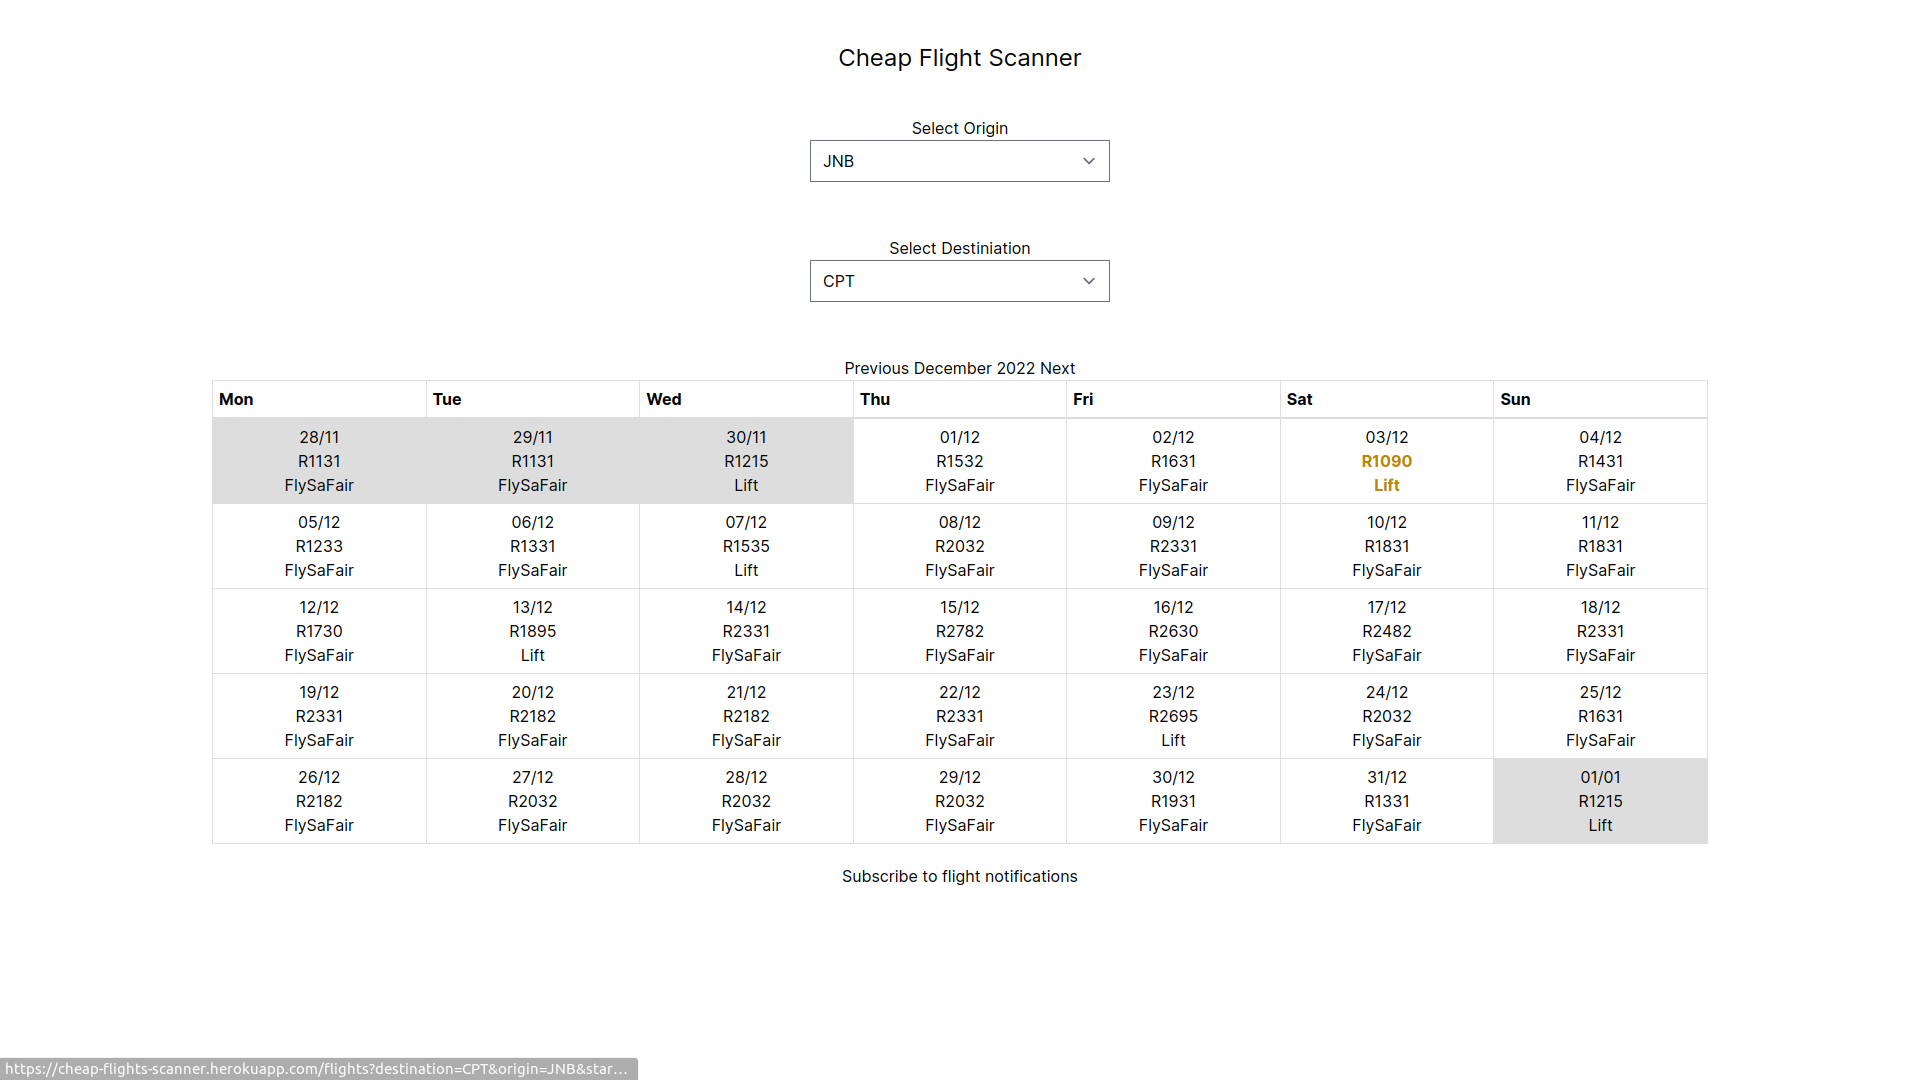 Cheap Flight Scanner
Select Origin
JNB
Select Destiniation
CPT
Previous December 2022 Next
Mon Tue Wed Thu Fri Sat Sun
28/11 29/11 30/11 01/12 02/12 03/12 04/12
R1131 R1131 R1215 R1532 R1631 R1090 R1431
FlySaFair FlySaFair Lift FlySaFair FlySaFair Lift FlySaFair
05/12 06/12 07/12 08/12 09/12 10/12 11/12
R1233 R1331 R1535 R2032 R2331 R1831 R1831
FlySaFair FlySaFair Lift FlySaFair FlySaFair FlySaFair FlySaFair
12/12 13/12 14/12 15/12 16/12 17/12 18/12
R1730 R1895 R2331 R2782 R2630 R2482 R2331
FlySaFair Lift FlySaFair FlySaFair FlySaFair FlySaFair FlySaFair
19/12 20/12 21/12 22/12 23/12 24/12 25/12
R2331 R2182 R2182 R2331 R2695 R2032 R1631
FlySaFair FlySaFair FlySaFair FlySaFair Lift FlySaFair FlySaFair
26/12 27/12 28/12 29/12 30/12 31/12 01/01
R2182 R2032 R2032 R2032 R1931 R1331 R1215
FlySaFair FlySaFair FlySaFair FlySaFair FlySaFair FlySaFair Lift
Subscribe to flight notifications
https://cheap-flights-scanner.herokuapp.com/flights?destination=CPT&origin=JNB&star...